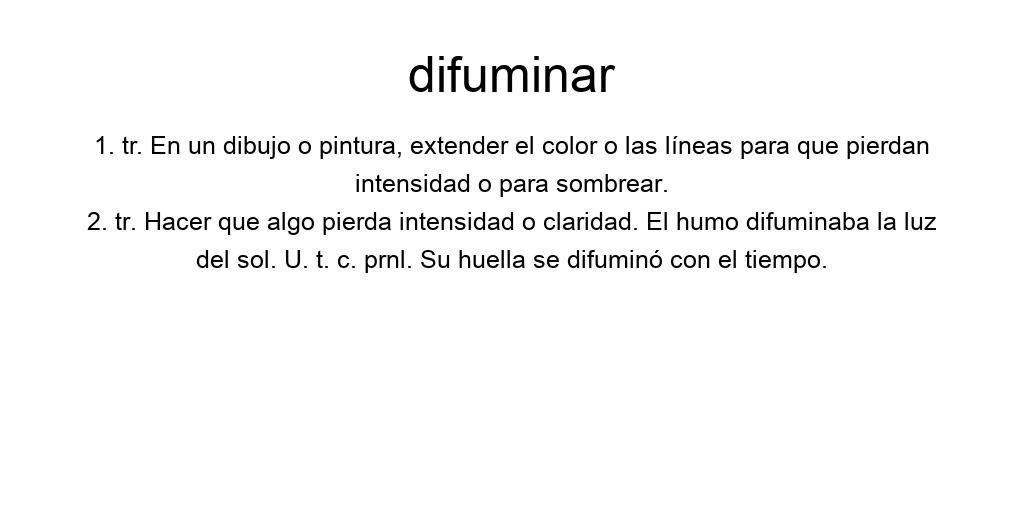 difuminar
1. tr. En un dibujo o pintura, extender el color o las líneas para que pierdan
intensidad o para sombrear.
2. tr. Hacer que algo pierda intensidad o claridad. El humo difuminaba la luz
del sol. U. t. c. prnl. Su huella se difuminó con el tiempo.